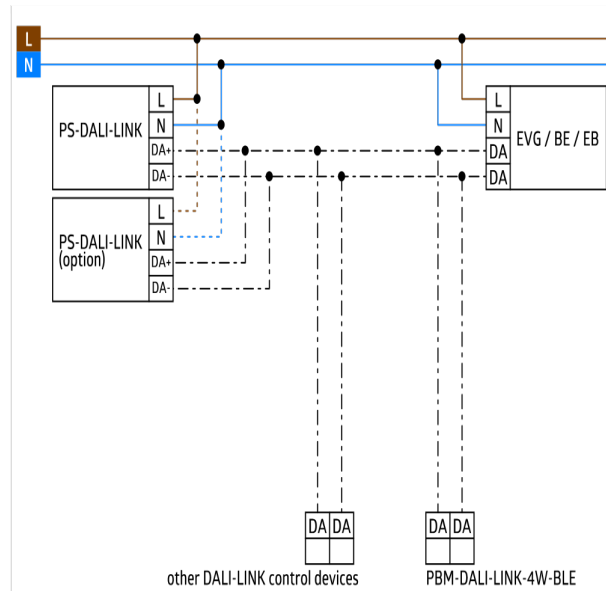 L
N
PS-DALI-LINK
L
N
DA+
DA-
L
N
DA
DA
EVG / BE / EB
PS-DALI-LINK
(option)
L
N
DA+
DA-
DA DA
DA DA
other DALI-LINK control devices
PBM-DALI-LINK-4W-BLE